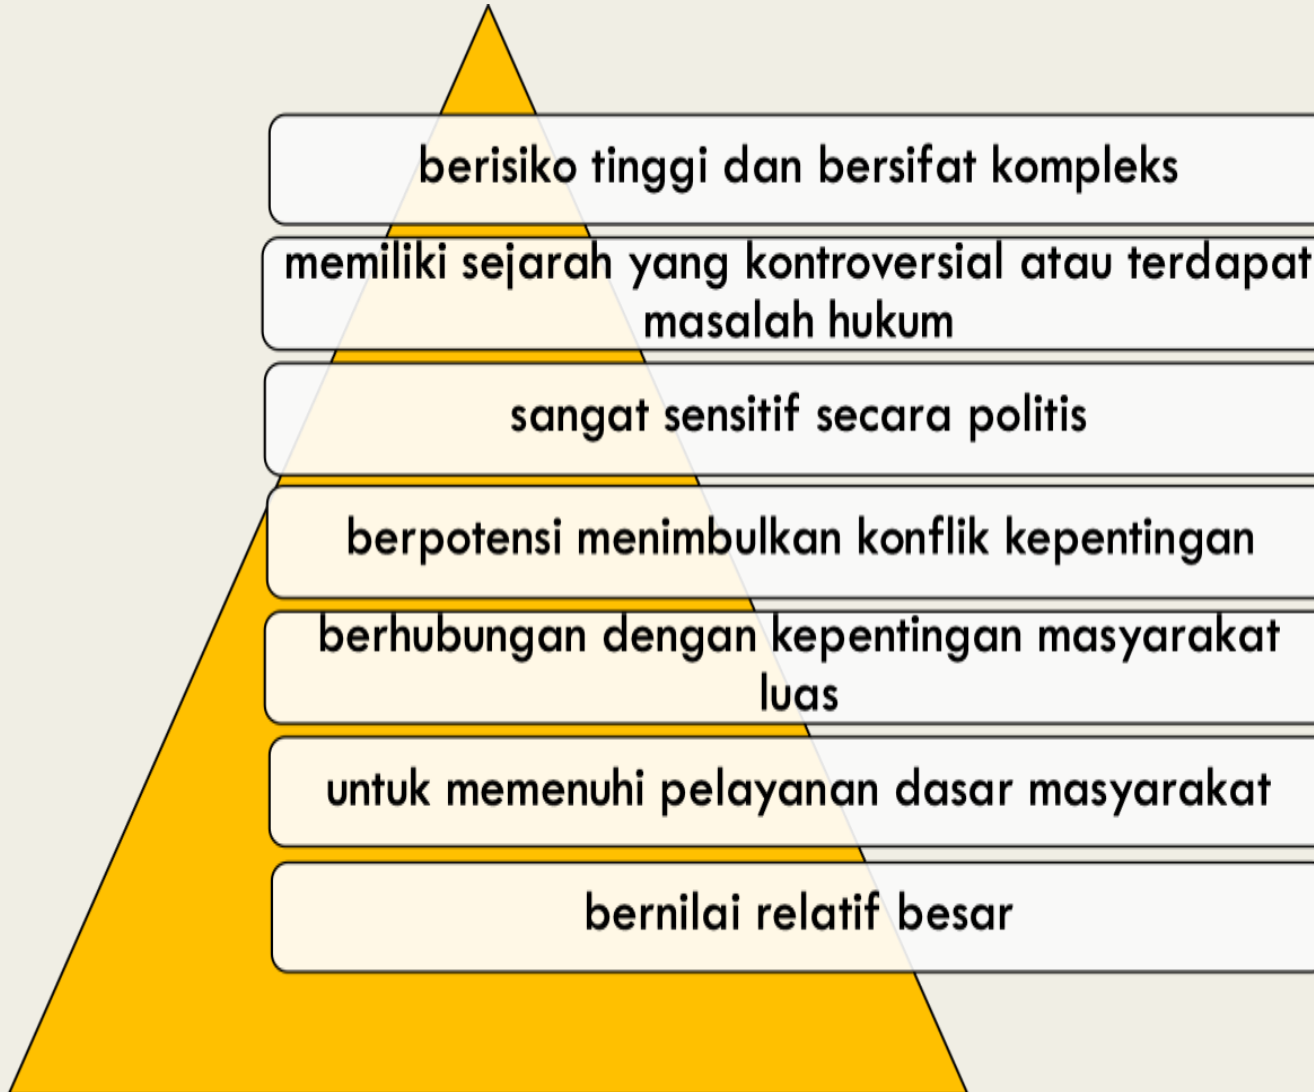 berisiko tinggi dan bersifat kompleks
memiliki sejarah yang kontroversial atau terdapat
masalah hukum
sangat sensitif secara politis
berpotensi menimbulkan konflik kepentingan
berhubungan dengan kepentingan masyarakat
luas
untuk memenuhi pelayanan dasar masyarakat
bernilai relatif besar